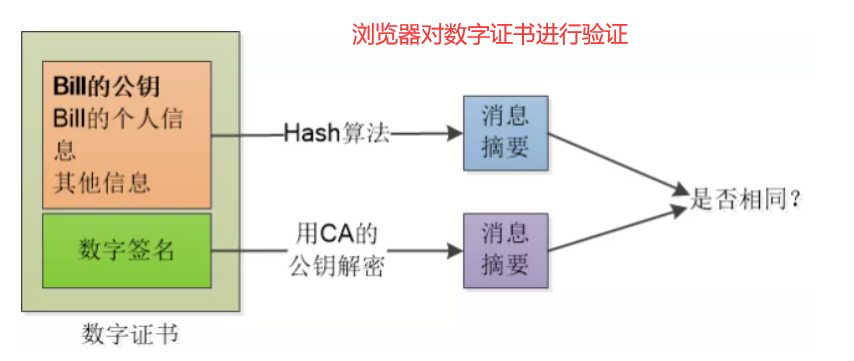 浏览器对数字证书进行验证
Bill的公钥
Bill的个人信
息
其他信息
Hash算法
消息
摘要
是否相同？
数字签名
用CA的
公钥解密
消息
摘要
数字证书